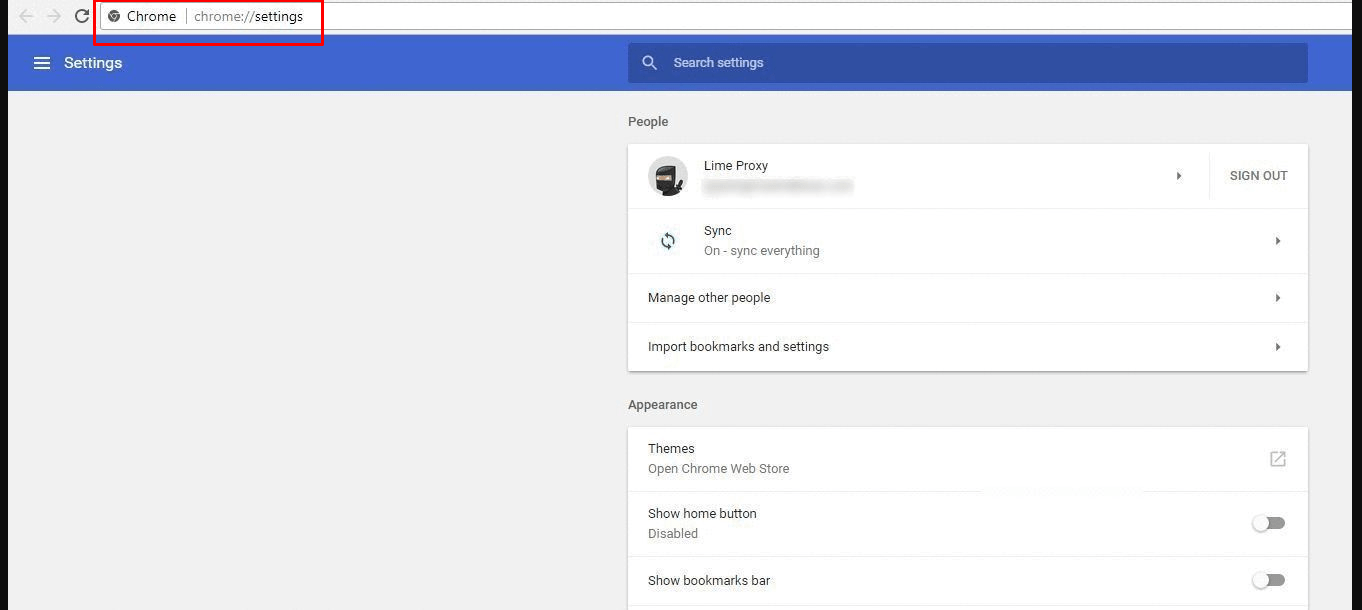 Chrome | chrome://settings
Settings
Search settings
People
Lime Proxy
SIGN OUT
Sync
On - sync everything
Manage other people
Import bookmarks and settings
Appearance
Themes
Open Chrome Web Store
Show home button
Disabled
Show bookmarks bar